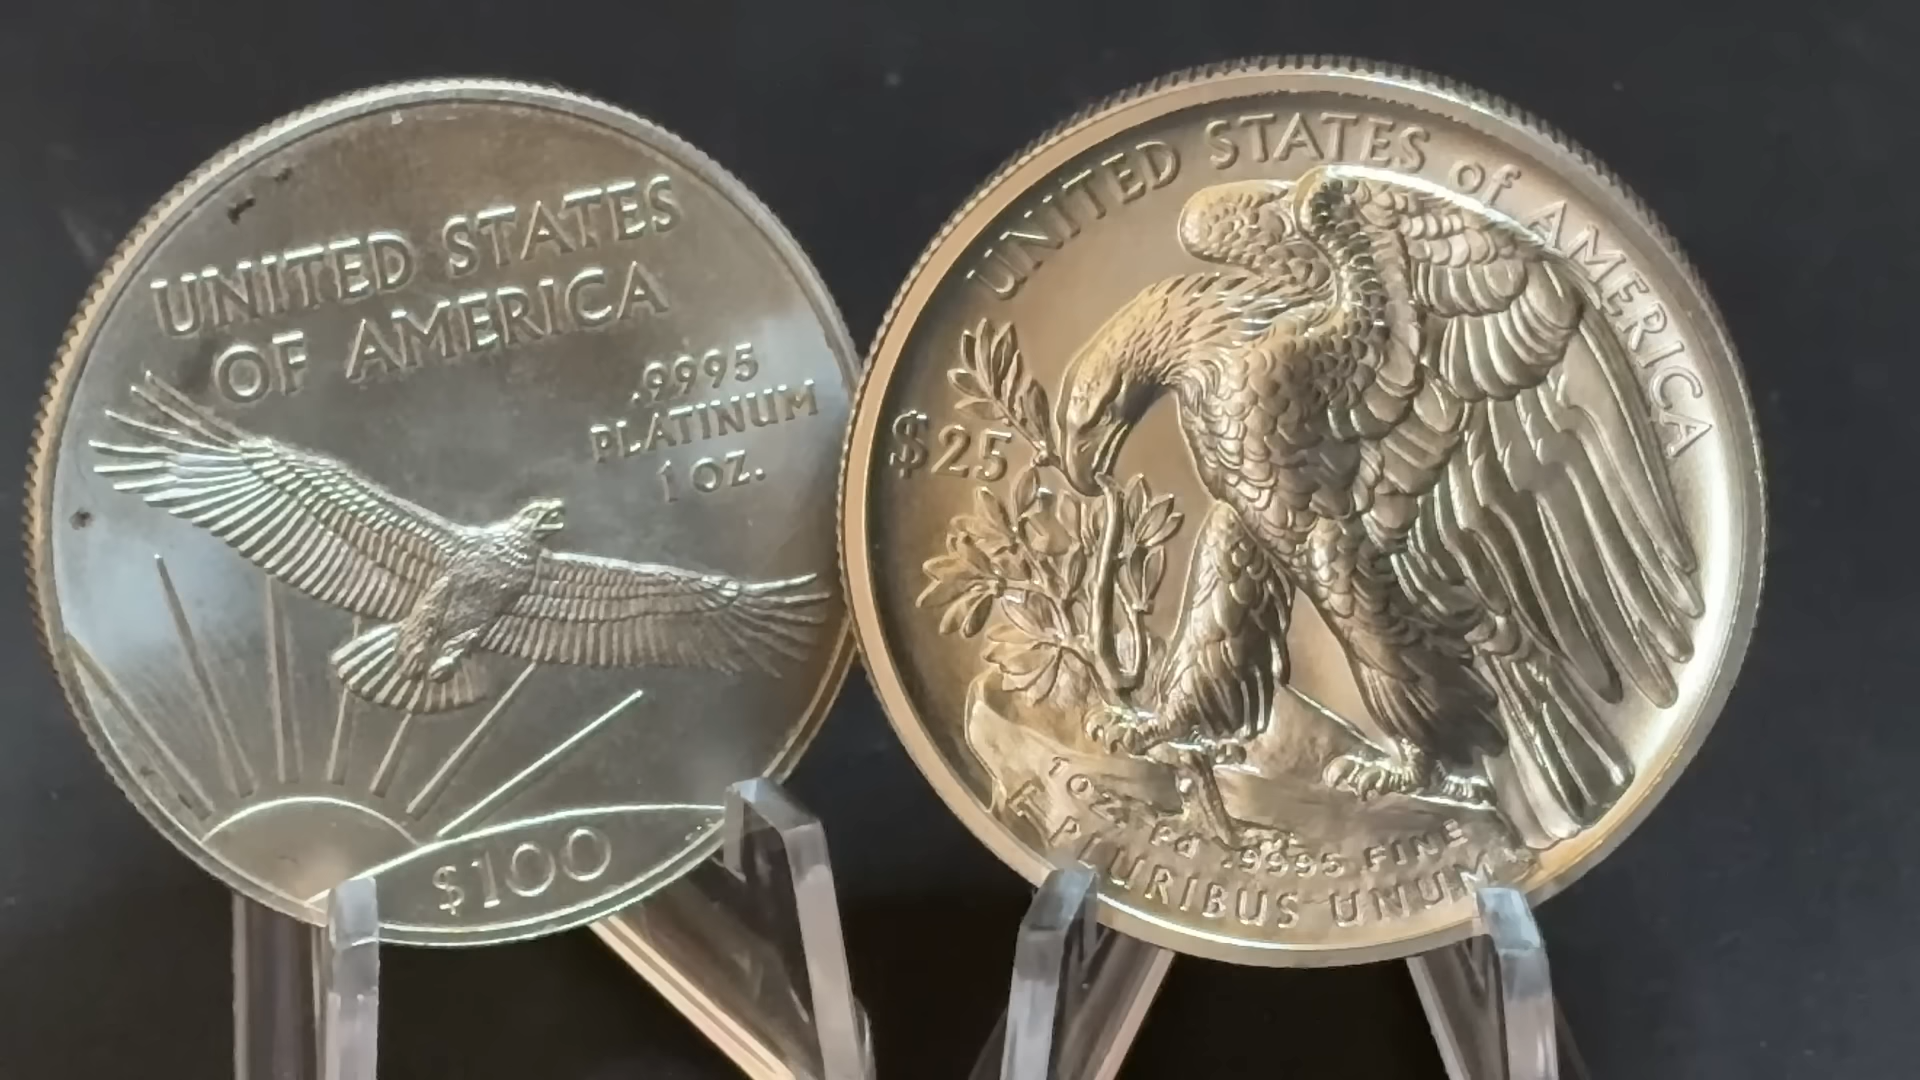 UNITED STATES
OF AMERICA
.9995
PLATINUM
1 OZ.
$100
UNITED STATES of AMERICA
$25
1 OZ. Pd .9995 FINE
E PLURIBUS UNUM